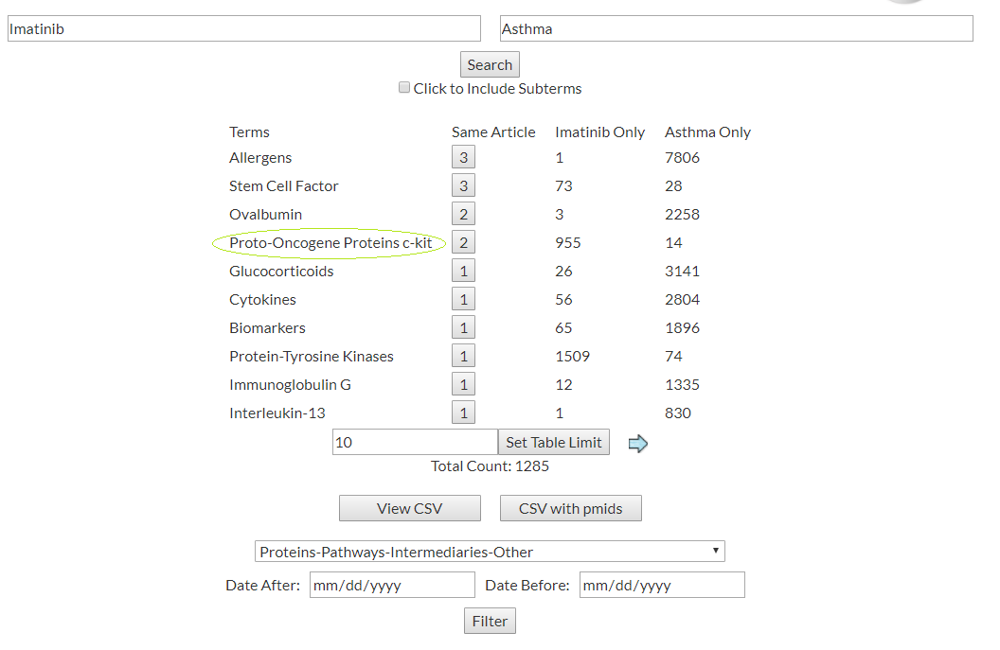 Imatinib Asthma
Search
Click to Include Subterms
Terms Same Article Imatinib Only Asthma Only
Allergens 3 1 7806
Stem Cell Factor 3 73 28
Ovalbumin 2 3 2258
Proto-Oncogene Proteins c-kit 2 955 14
Glucocorticoids 1 26 3141
Cytokines 1 56 2804
Biomarkers 1 65 1896
Protein-Tyrosine Kinases 1 1509 74
Immunoglobulin G 1 12 1335
Interleukin-13 1 1 830
10 Set Table Limit
Total Count: 1285
View CSV CSV with pmids
Proteins-Pathways-Intermediaries-Other
Date After: mm/dd/yyyy Date Before: mm/dd/yyyy
Filter